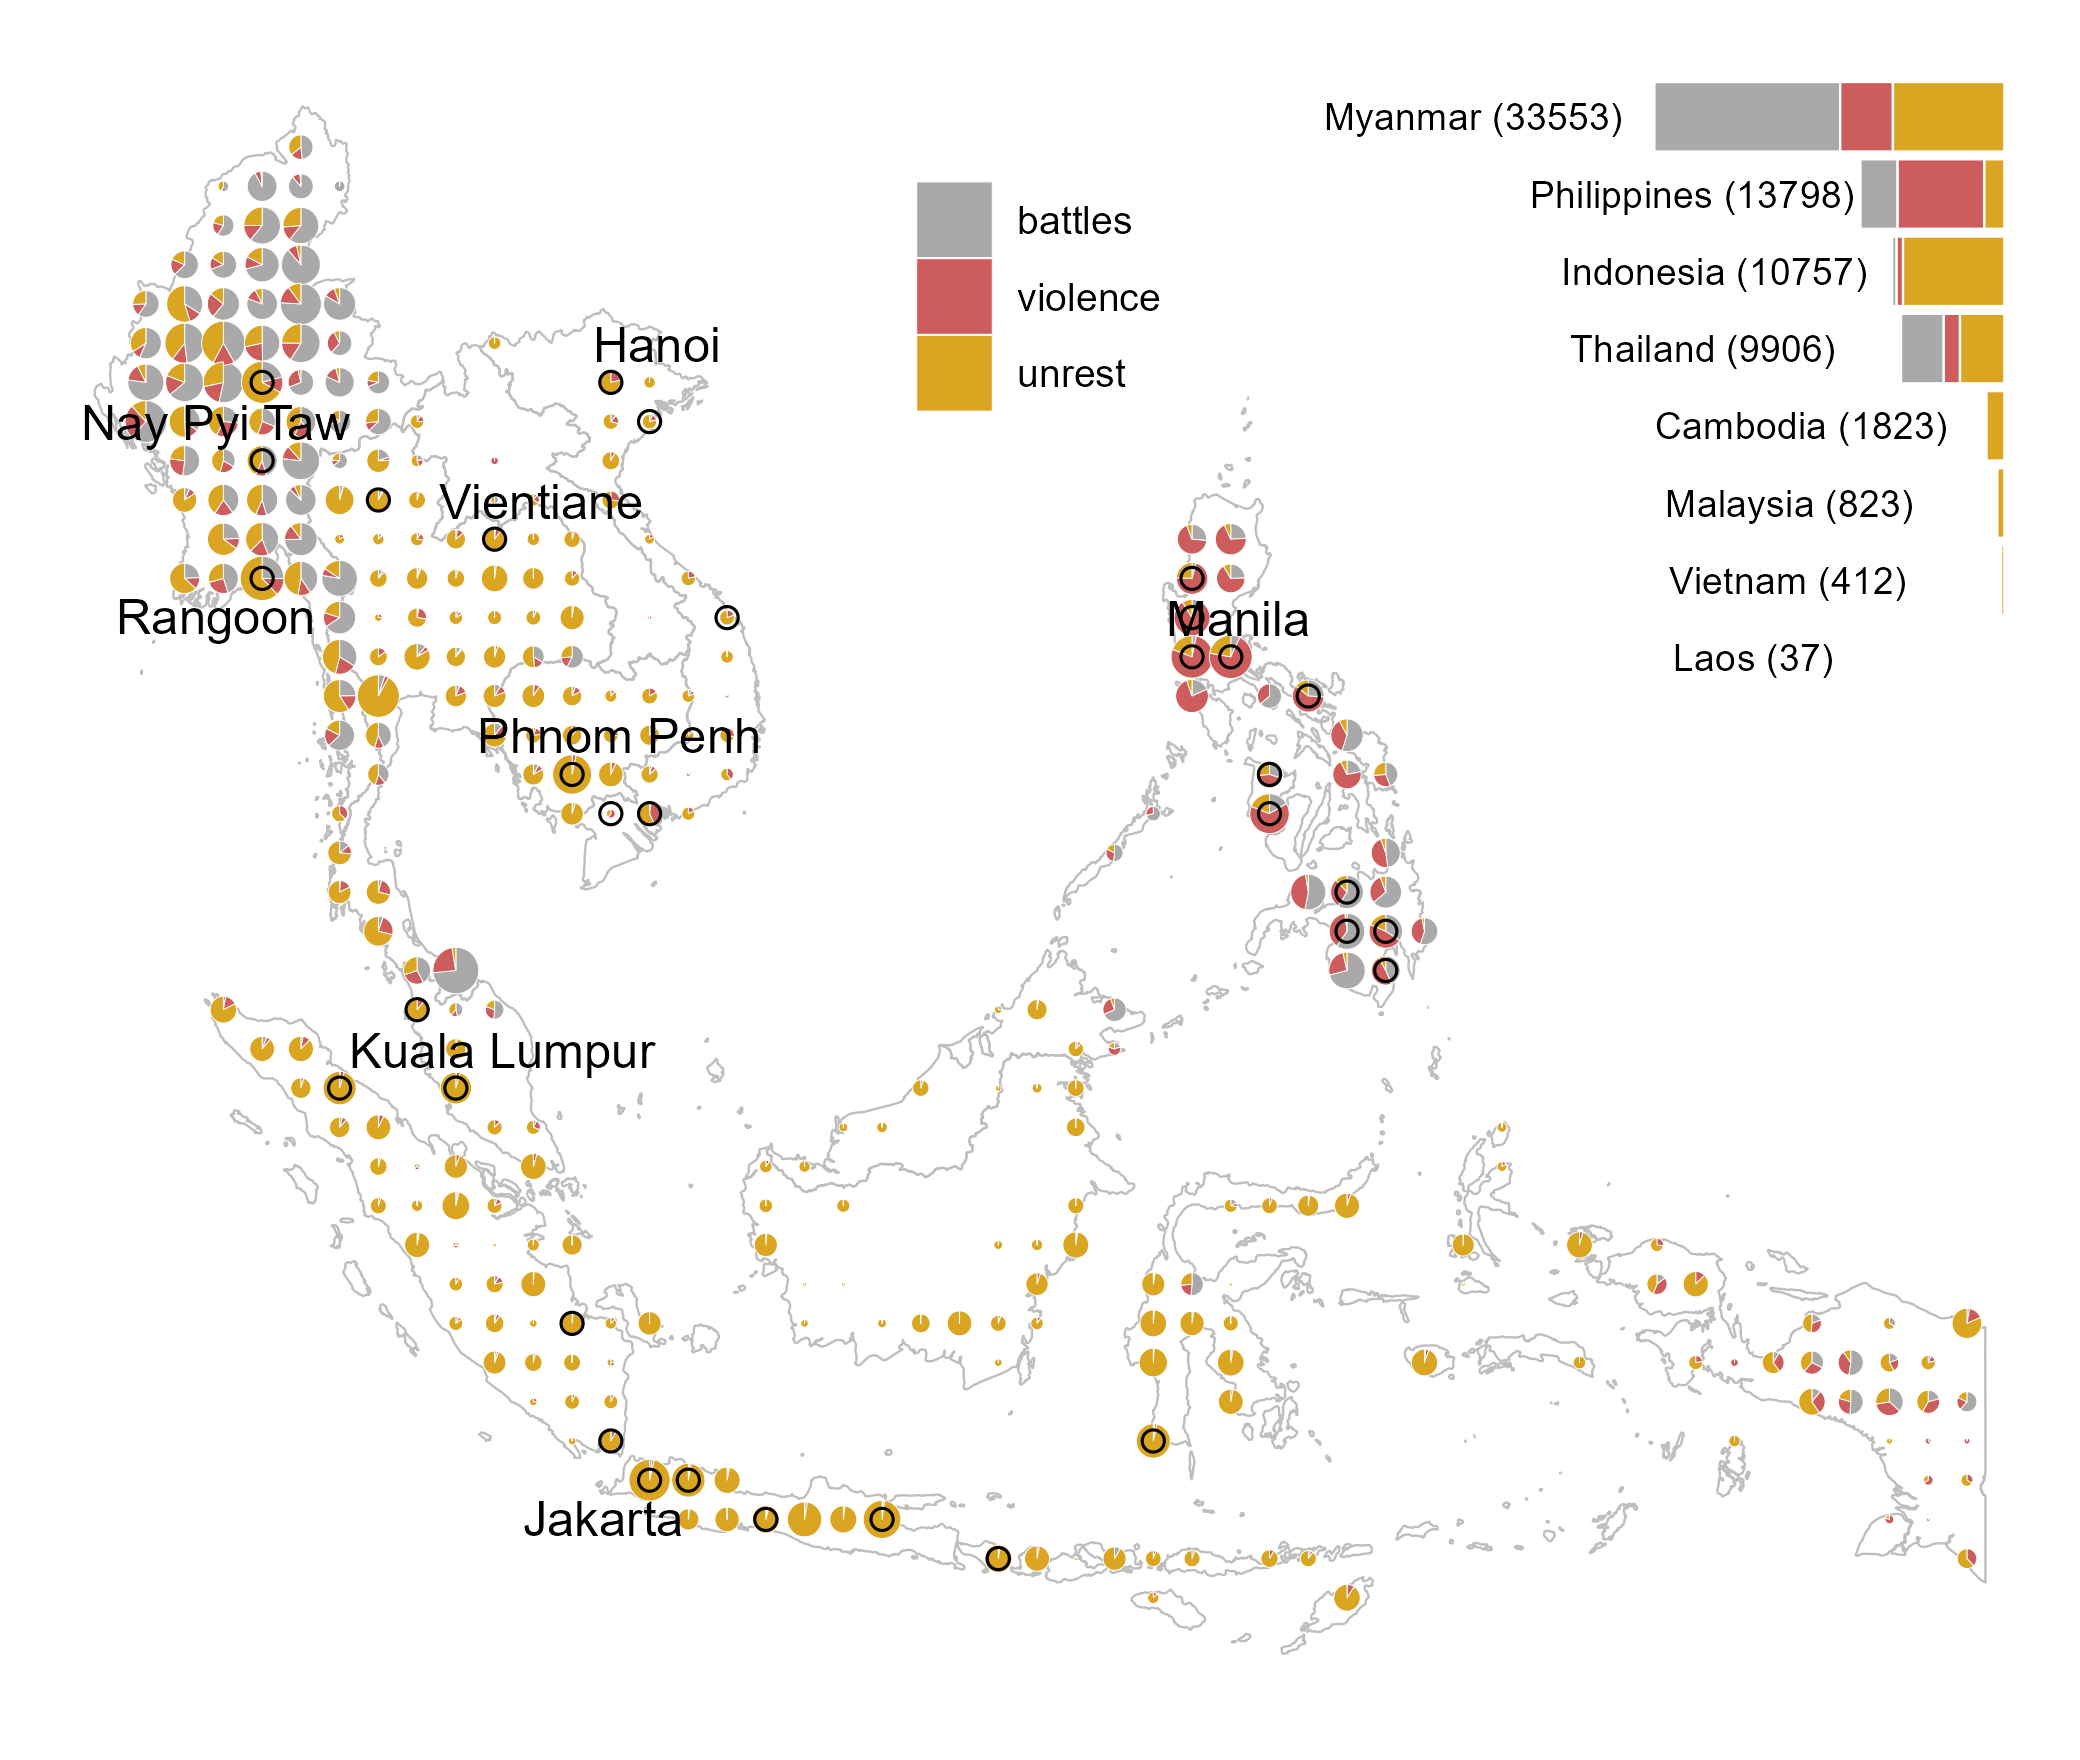 Myanmar (33553)
Philippines (13798)
Indonesia (10757)
Thailand (9906)
Cambodia (1823)
Malaysia (823)
Vietnam (412)
Laos (37)
battles
violence
unrest
Hanoi
Nay Pyi Taw
Vientiane
Rangoon
Manila
Phnom Penh
Kuala Lumpur
Jakarta